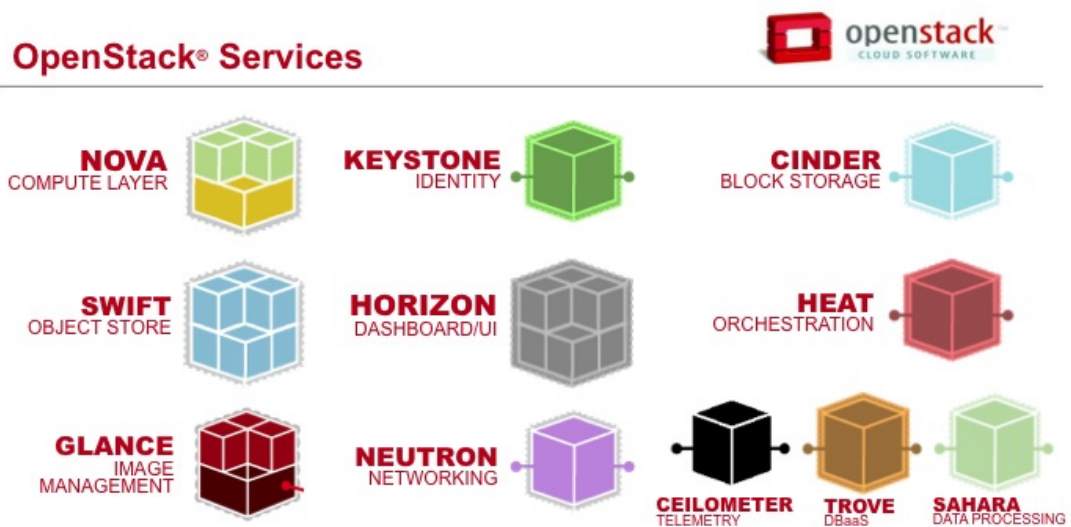 OpenStack® Services
openstack™
CLOUD SOFTWARE
NOVA
COMPUTE LAYER
KEYSTONE
IDENTITY
CINDER
BLOCK STORAGE
SWIFT
OBJECT STORE
HORIZON
DASHBOARD/UI
HEAT
ORCHESTRATION
GLANCE
IMAGE
MANAGEMENT
NEUTRON
NETWORKING
CEILOMETER
TELEMETRY
TROVE
DBaaS
SAHARA
DATA PROCESSING